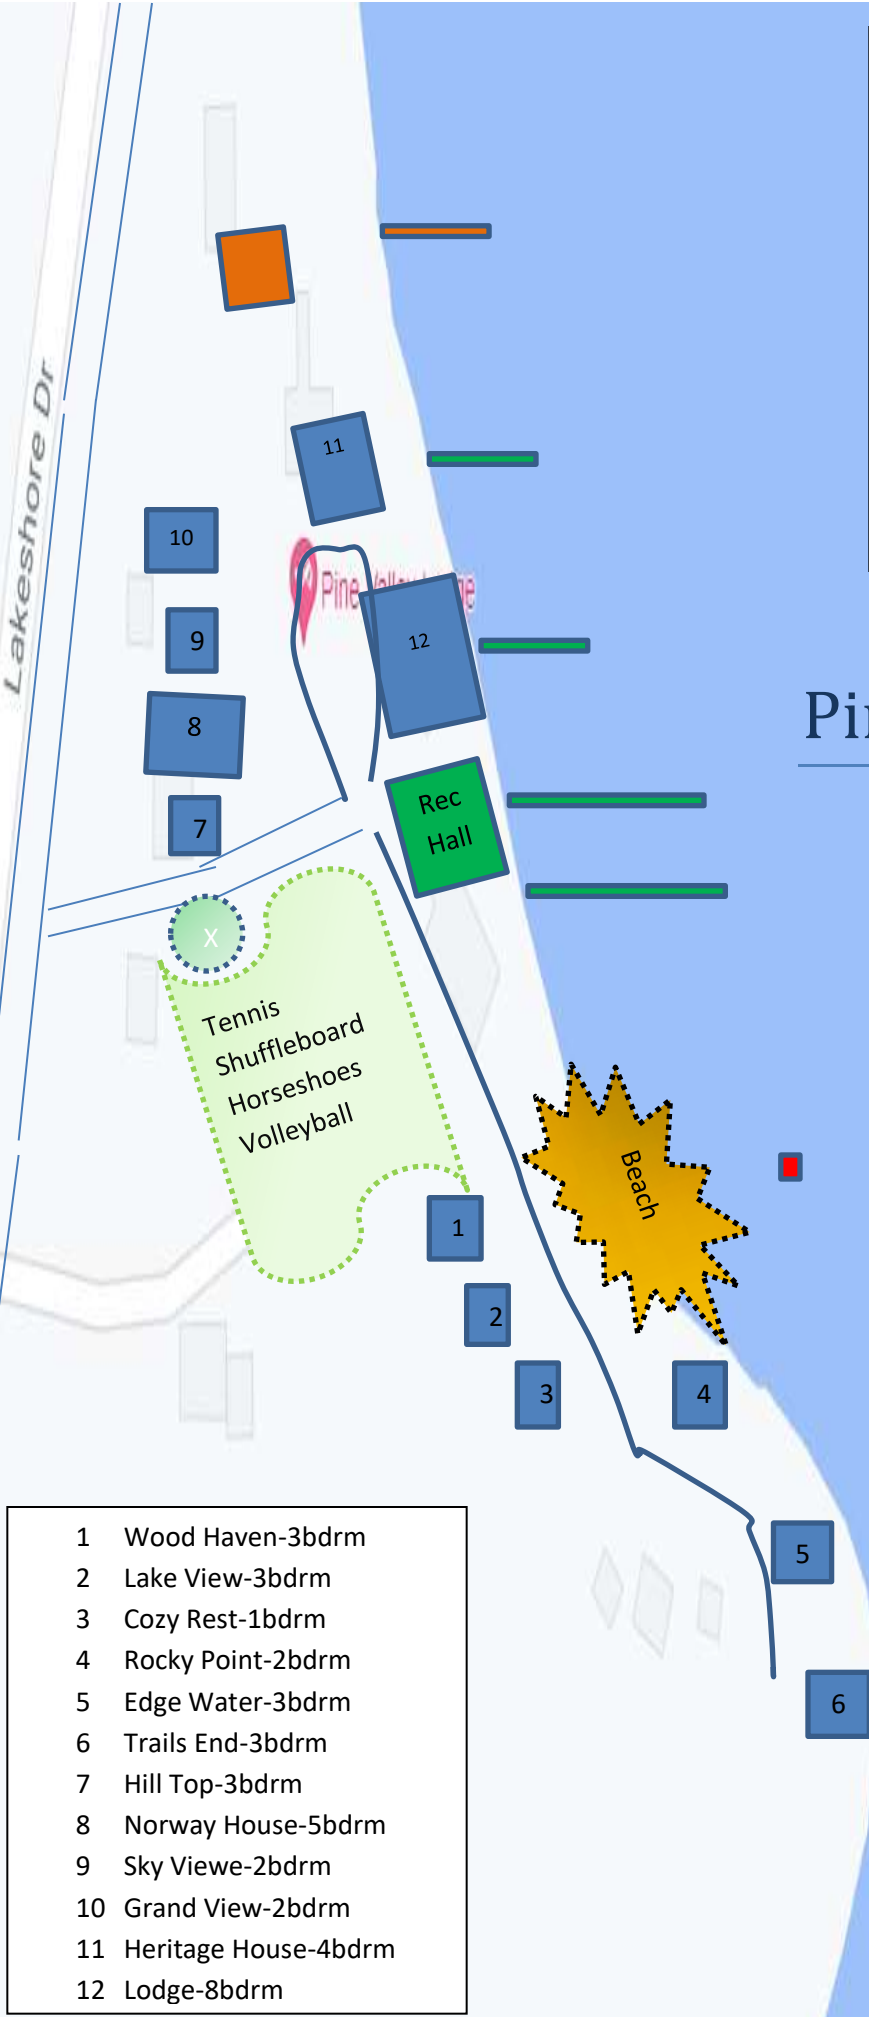 Lakeshore Dr
11
10
Pine Valley Lodge
9
12
8
Pi
Rec
Hall
7
X
Tennis
Shuffleboard
Horseshoes
Volleyball
Beach
1
2
3
4
5
6
1 Wood Haven-3bdrm
2 Lake View-3bdrm
3 Cozy Rest-1bdrm
4 Rocky Point-2bdrm
5 Edge Water-3bdrm
6 Trails End-3bdrm
7 Hill Top-3bdrm
8 Norway House-5bdrm
9 Sky Viewe-2bdrm
10 Grand View-2bdrm
11 Heritage House-4bdrm
12 Lodge-8bdrm